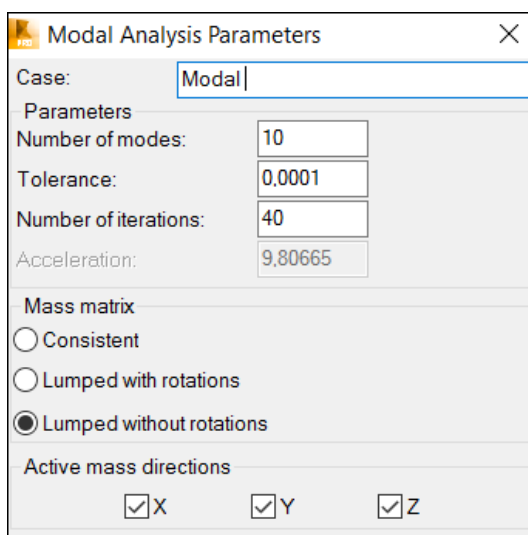 PRO
Modal Analysis Parameters
Case: Modal
Parameters
Number of modes: 10
Tolerance: 0,0001
Number of iterations: 40
Acceleration: 9,80665
Mass matrix
Consistent
Lumped with rotations
Lumped without rotations
Active mass directions
X Y Z